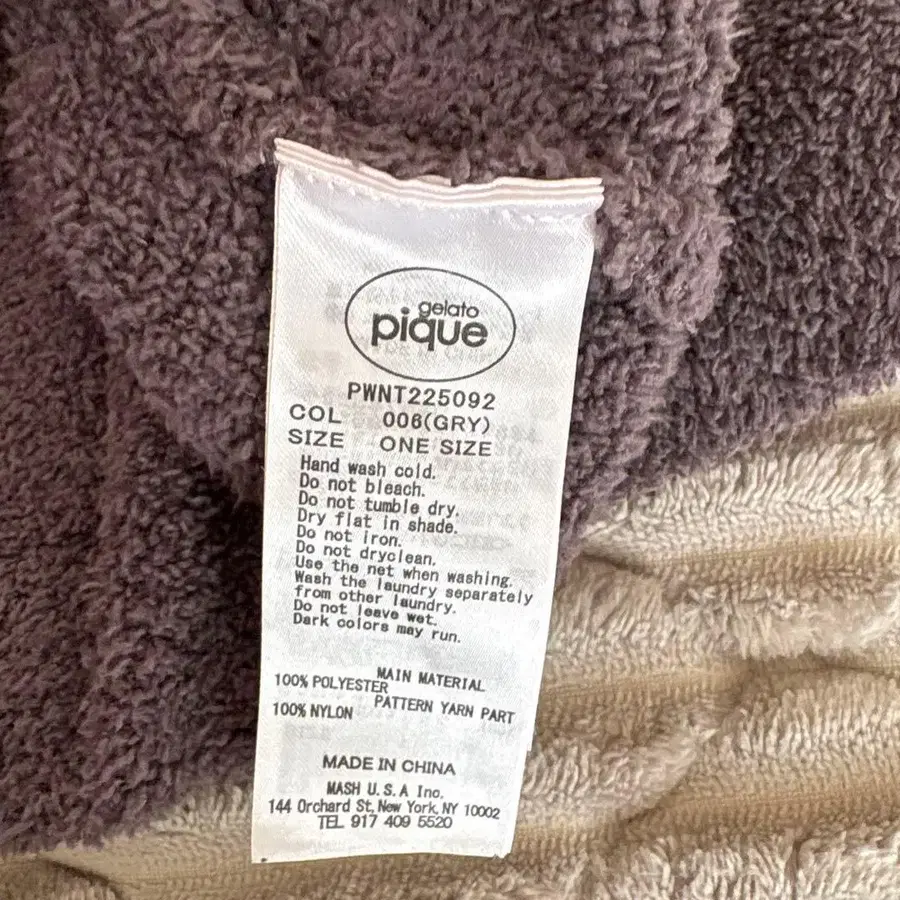 gelato
pique
PWNT225092
COL 006(GRY)
SIZE ONE SIZE
Hand wash cold.
Do not bleach.
Do not tumble dry.
Dry flat in shade.
Do not iron.
Do not dryclean.
Use the net when washing.
Wash the laundry separately
from other laundry.
Do not leave wet.
Dark colors may run.
MAIN MATERIAL
100% POLYESTER
PATTERN YARN PART
100% NYLON
MADE IN CHINA
MASH U.S.A Inc.
144 Orchard St, New York, NY 10002
TEL 917 409 5520